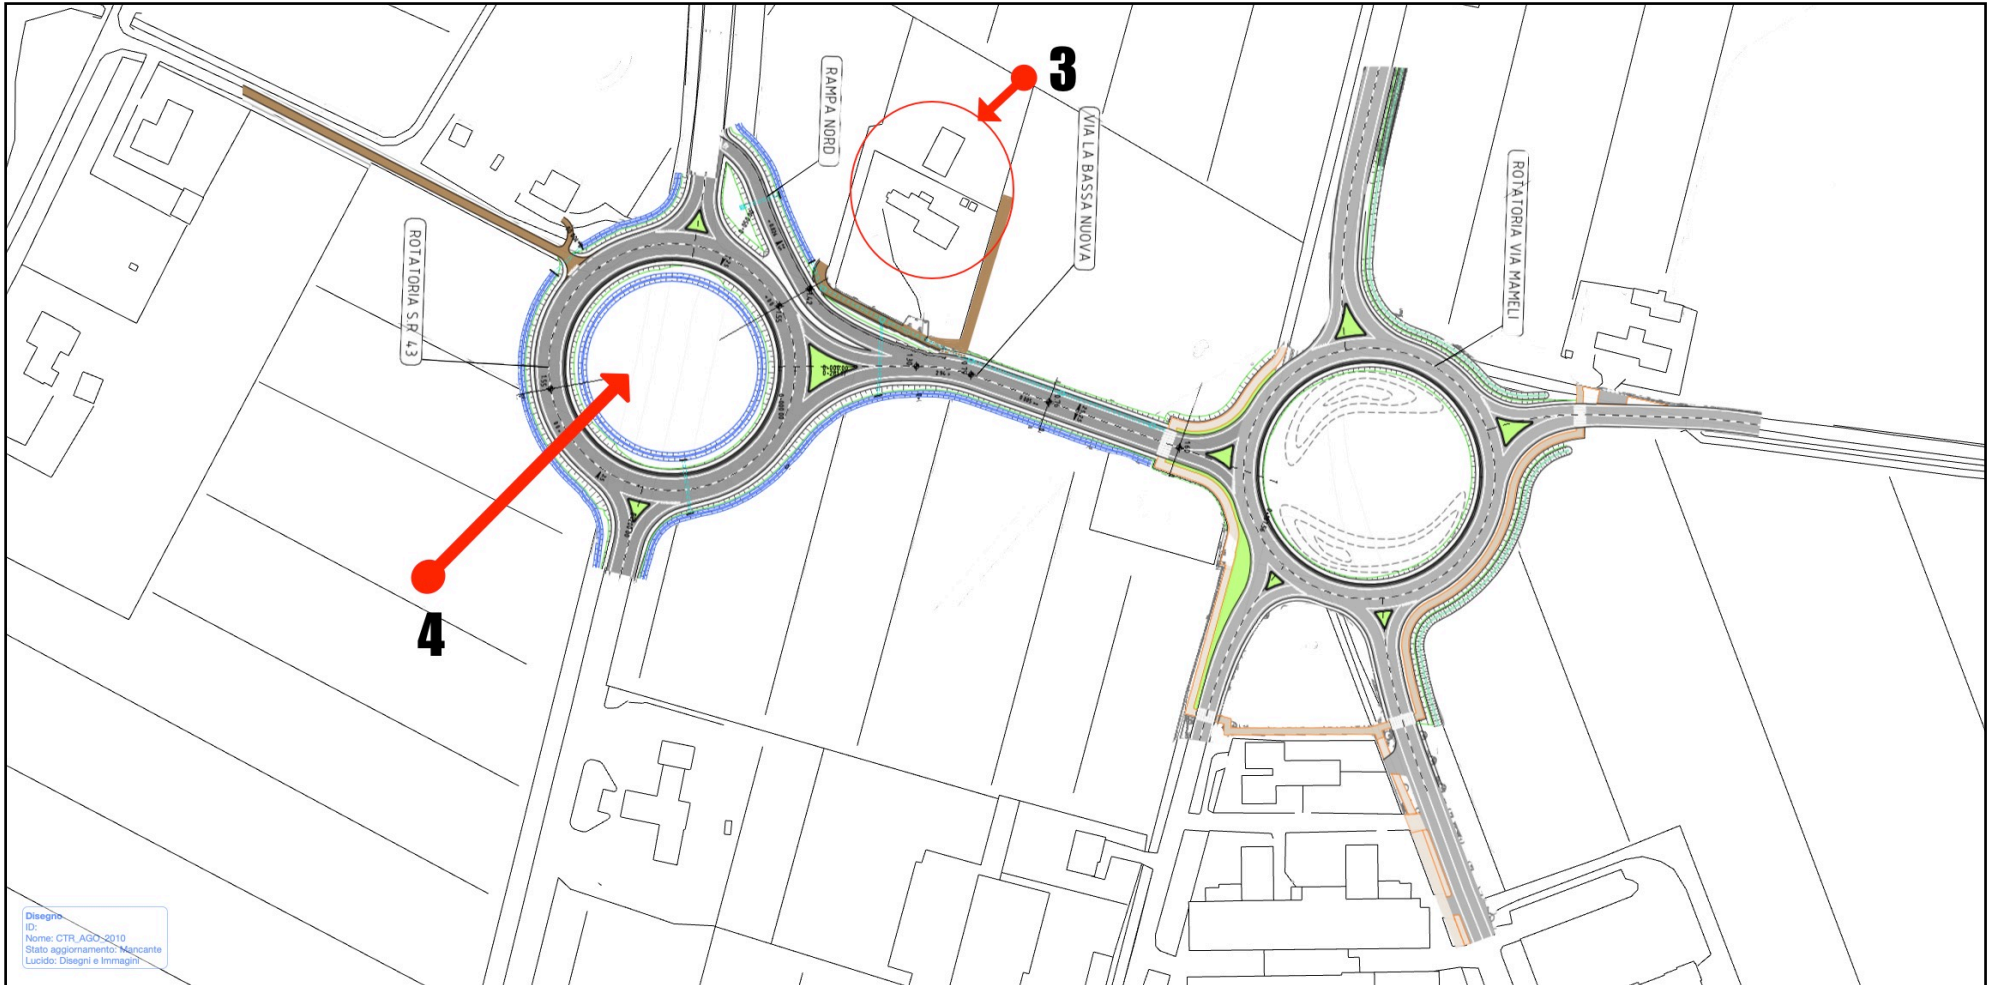 3
RAMPA NORD
VIA LA BASSA NUOVA
ROTATORIA VIA MAMELI
ROTATORIA S.R. 43
4
Disegno
ID:
Nome: CTR_AGO_2010
Stato aggiornamento: Mancante
Lucido: Disegni e Immagini